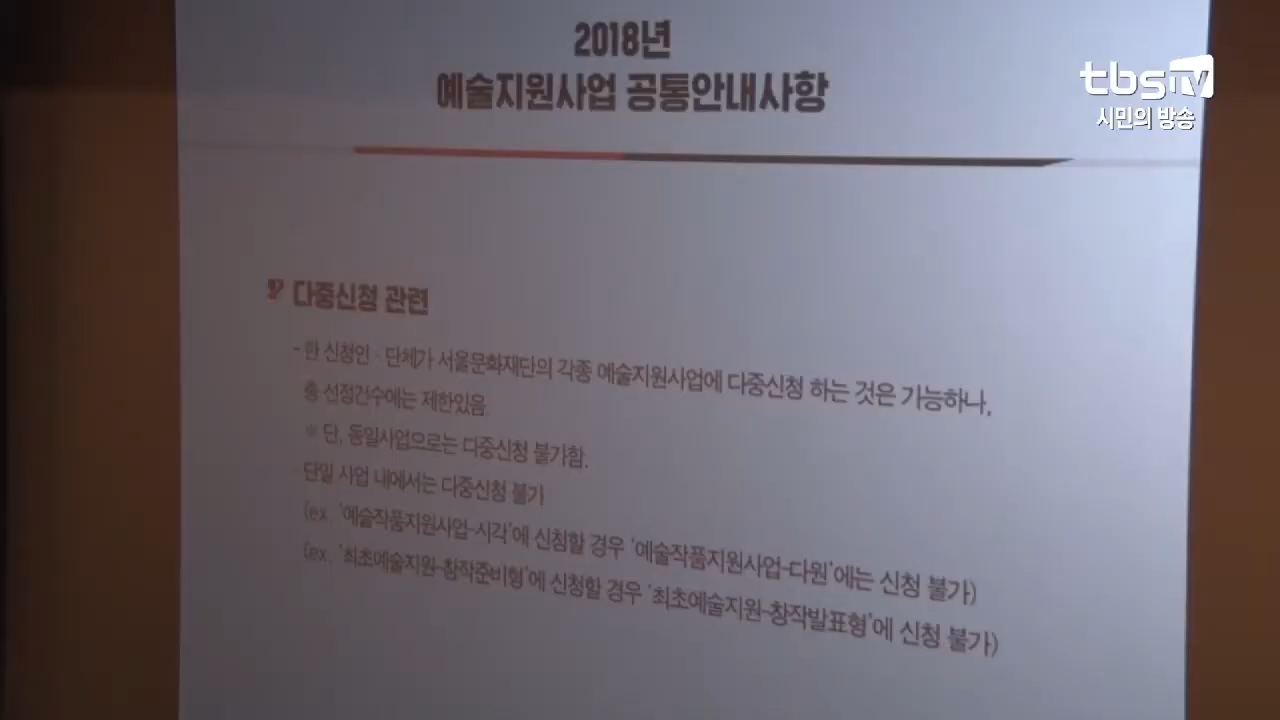 2018년
예술지원사업 공통안내사항
tbs TV
시민의 방송
다중신청 관련
- 한 신청인·단체가 서울문화재단의 각종 예술지원사업에 다중신청 하는 것은 가능하나,
총 선정건수에는 제한있음.
※ 단, 동일사업으로는 다중신청 불가함.
- 단일 사업 내에서는 다중신청 불가
(ex. '예술작품지원사업-시각'에 신청할 경우 '예술작품지원사업-다원'에는 신청 불가)
(ex. '최초예술지원-창작준비형'에 신청할 경우 '최초예술지원-창작발표형'에 신청 불가)